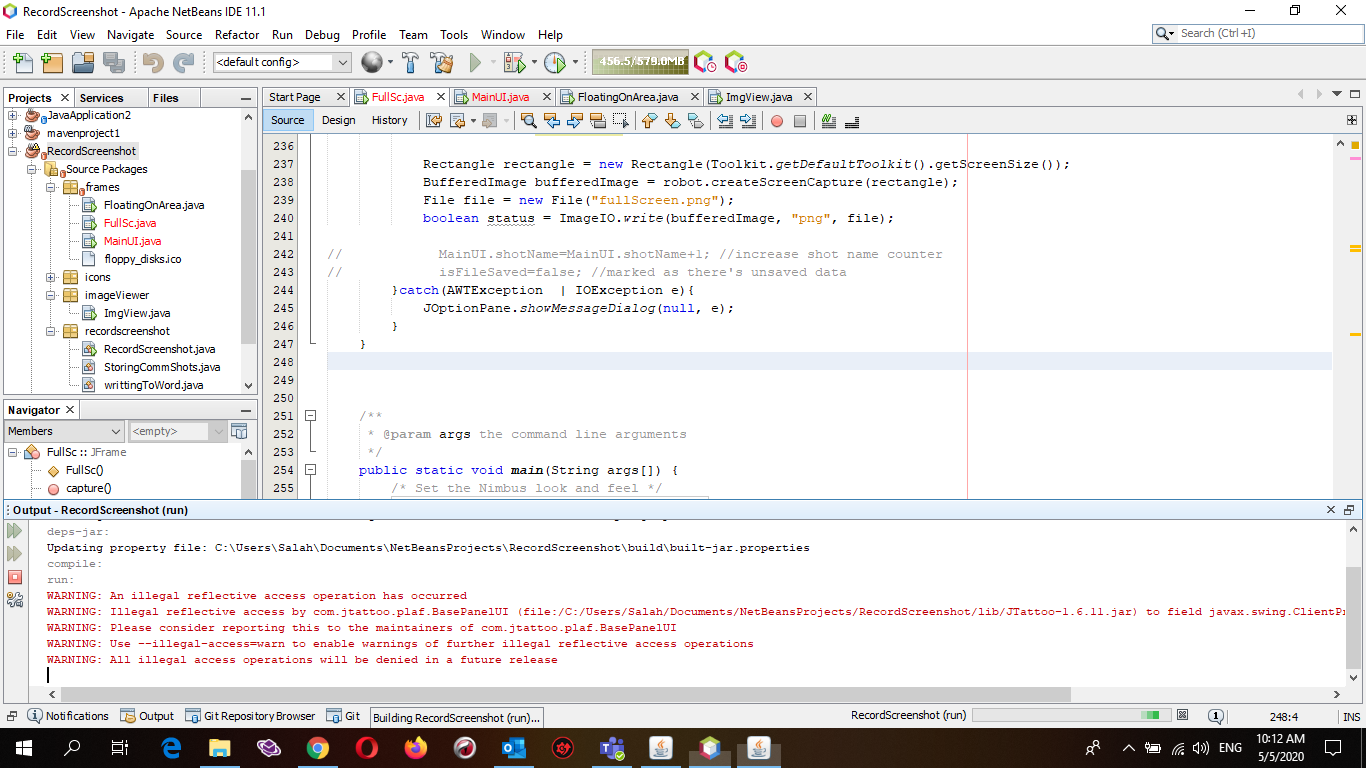 RecordScreenshot - Apache NetBeans IDE 11.1
File Edit View Navigate Source Refactor Run Debug Profile Team Tools Window Help
Search (Ctrl+I)
<default config>
456.5/579.0MB
Projects Services Files
Start Page FullSc.java MainUI.java FloatingOnArea.java ImgView.java
Source Design History
JavaApplication2
mavenproject1
RecordScreenshot
Source Packages
frames
FloatingOnArea.java
FullSc.java
MainUI.java
floppy_disks.ico
icons
imageViewer
ImgView.java
recordscreenshot
RecordScreenshot.java
StoringCommShots.java
writtingToWord.java
Navigator
Members <empty>
FullSc :: JFrame
FullSc()
capture()
236
237 Rectangle rectangle = new Rectangle(Toolkit.getDefaultToolkit().getScreenSize());
238 BufferedImage bufferedImage = robot.createScreenCapture(rectangle);
239 File file = new File("fullScreen.png");
240 boolean status = ImageIO.write(bufferedImage, "png", file);
241
242 // MainUI.shotName=MainUI.shotName+1; //increase shot name counter
243 // isFileSaved=false; //marked as there's unsaved data
244 }catch(AWTException | IOException e){
245 JOptionPane.showMessageDialog(null, e);
246 }
247 }
248
249
250
251 /**
252 * @param args the command line arguments
253 */
254 public static void main(String args[]) {
255 /* Set the Nimbus look and feel */
Output - RecordScreenshot (run)
deps-jar:
Updating property file: C:\Users\Salah\Documents\NetBeansProjects\RecordScreenshot\build\built-jar.properties
compile:
run:
WARNING: An illegal reflective access operation has occurred
WARNING: Illegal reflective access by com.jtattoo.plaf.BasePanelUI (file:/C:/Users/Salah/Documents/NetBeansProjects/RecordScreenshot/lib/JTattoo-1.6.11.jar) to field javax.swing.ClientP
WARNING: Please consider reporting this to the maintainers of com.jtattoo.plaf.BasePanelUI
WARNING: Use --illegal-access=warn to enable warnings of further illegal reflective access operations
WARNING: All illegal access operations will be denied in a future release
Notifications Output Git Repository Browser Git Building RecordScreenshot (run)... RecordScreenshot (run) 248:4 INS
ENG
10:12 AM
5/5/2020